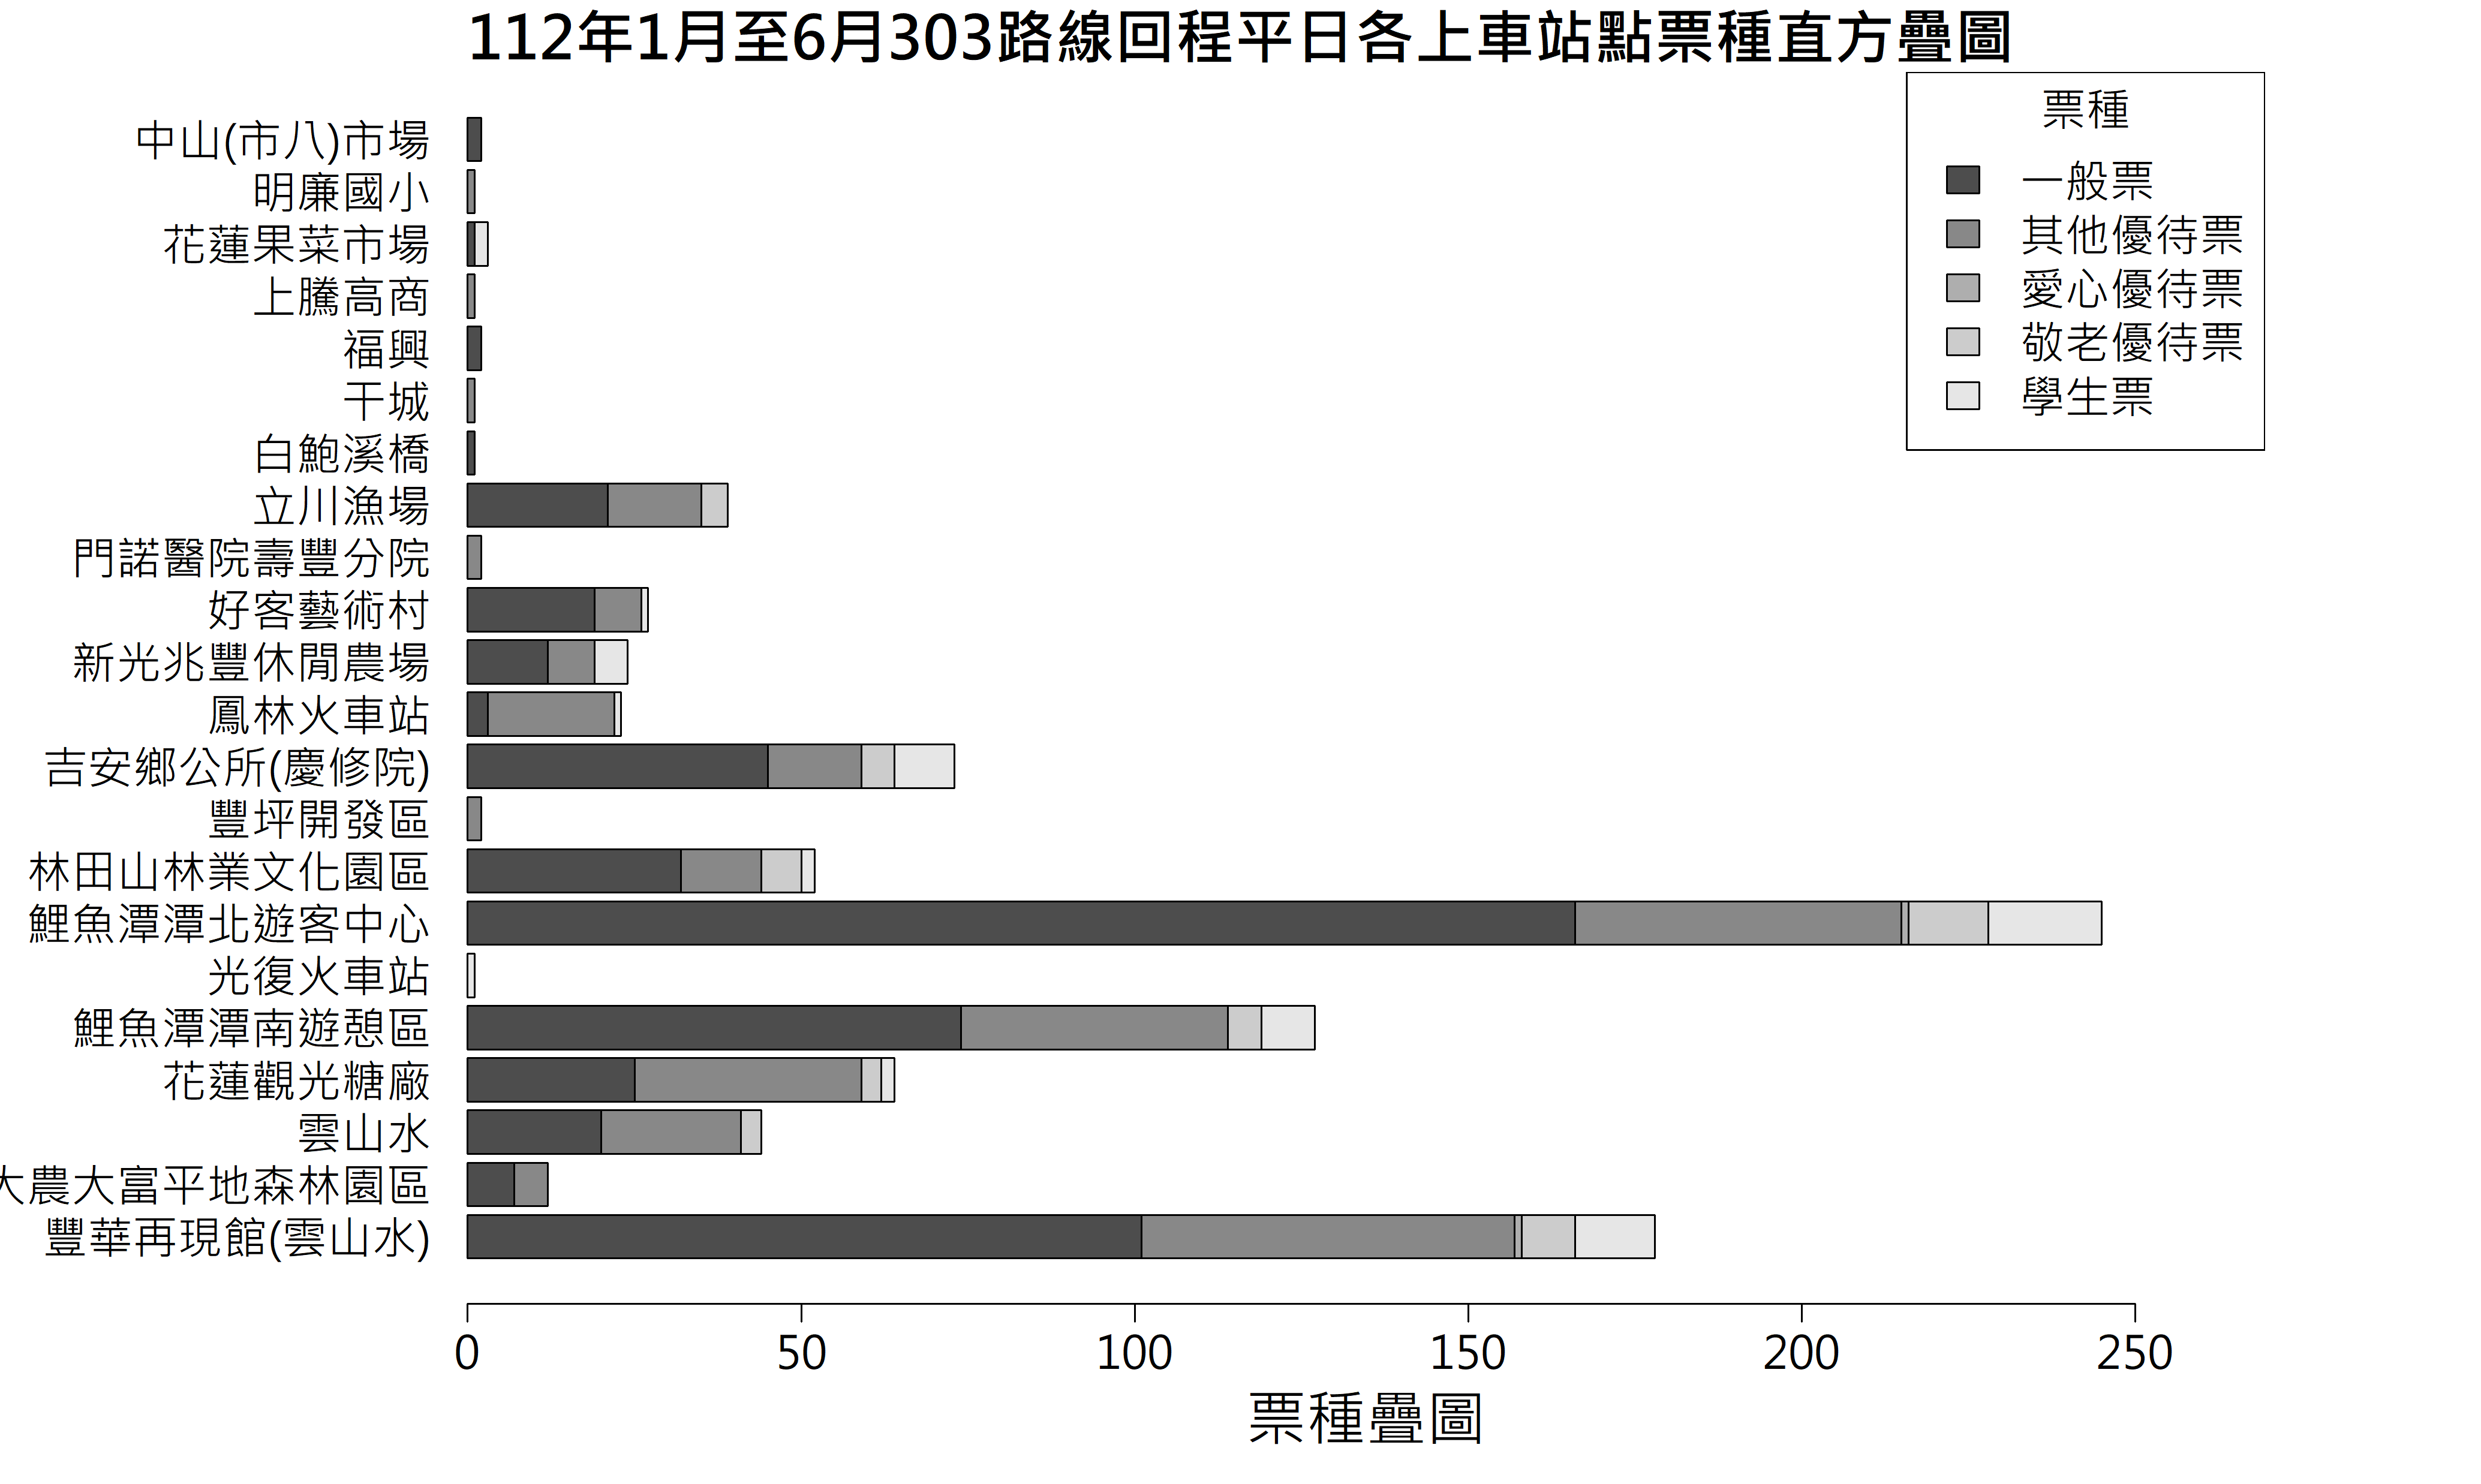 112年1月至6月303路線回程平日各上車站點票種直方疊圖
票種
一般票
其他優待票
愛心優待票
敬老優待票
學生票
中山(市八)市場
明廉國小
花蓮果菜市場
上騰高商
福興
干城
白鮑溪橋
立川漁場
門諾醫院壽豐分院
好客藝術村
新光兆豐休閒農場
鳳林火車站
吉安鄉公所(慶修院)
豐坪開發區
林田山林業文化園區
鯉魚潭潭北遊客中心
光復火車站
鯉魚潭潭南遊憩區
花蓮觀光糖廠
雲山水
大農大富平地森林園區
豐華再現館(雲山水)
0 50 100 150 200 250
票種疊圖